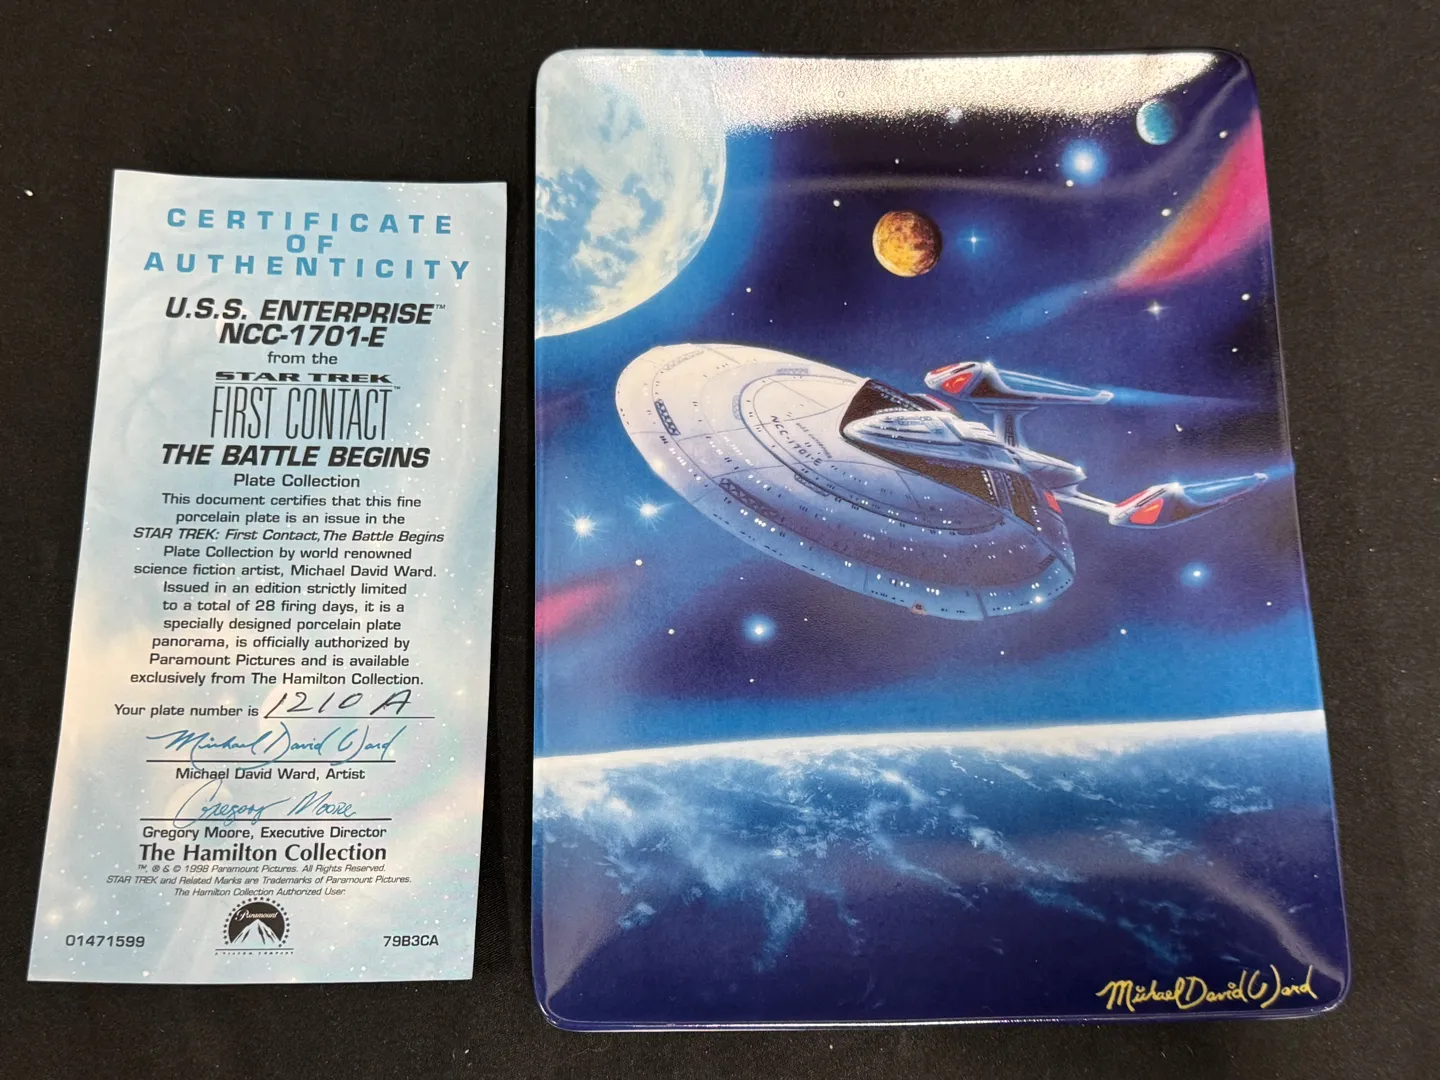 CERTIFICATE
OF
AUTHENTICITY
U.S.S. ENTERPRISE™
NCC-1701-E
from the
STAR TREK
FIRST CONTACT™
THE BATTLE BEGINS
Plate Collection
This document certifies that this fine
porcelain plate is an issue in the
STAR TREK: First Contact, The Battle Begins
Plate Collection by world renowned
science fiction artist, Michael David Ward.
Issued in an edition strictly limited
to a total of 28 firing days, it is a
specially designed porcelain plate
panorama, is officially authorized by
Paramount Pictures and is available
exclusively from The Hamilton Collection.
Your plate number is 1210 A
Michael David Ward
Michael David Ward, Artist
Gregory Moore
Gregory Moore, Executive Director
The Hamilton Collection
™, ® & © 1998 Paramount Pictures. All Rights Reserved.
STAR TREK and Related Marks are Trademarks of Paramount Pictures.
The Hamilton Collection Authorized User.
Paramount
A VIACOM COMPANY
01471599
79B3CA
USS ENTERPRISE
NCC-1701-E
Michael David Ward